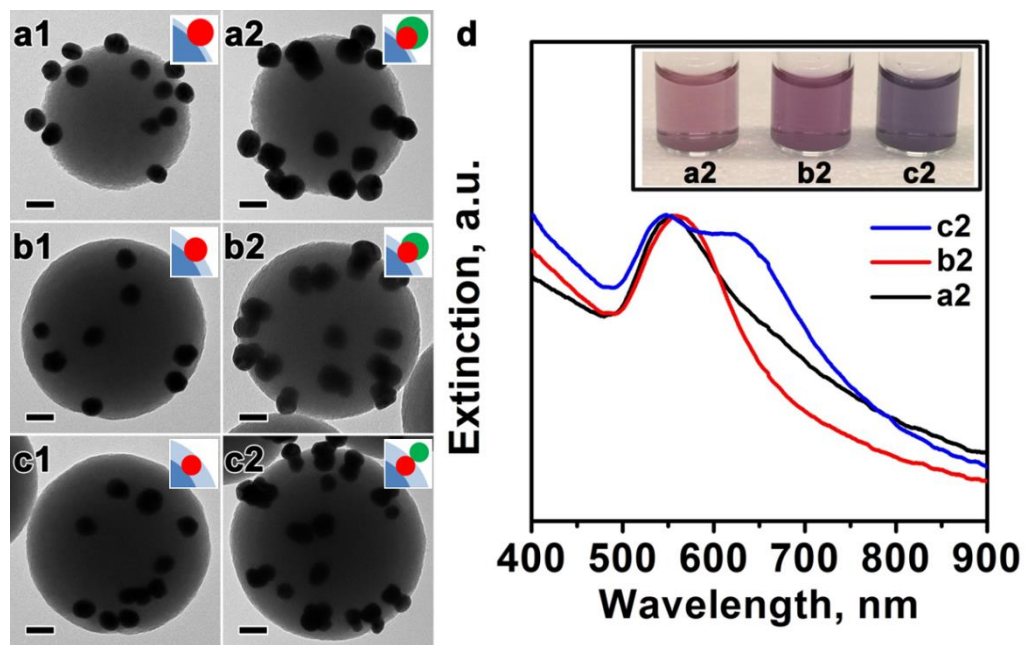 a1
a2
b1
b2
c1
c2
d
a2 b2 c2
c2
b2
a2
Extinction, a.u.
400 500 600 700 800 900
Wavelength, nm